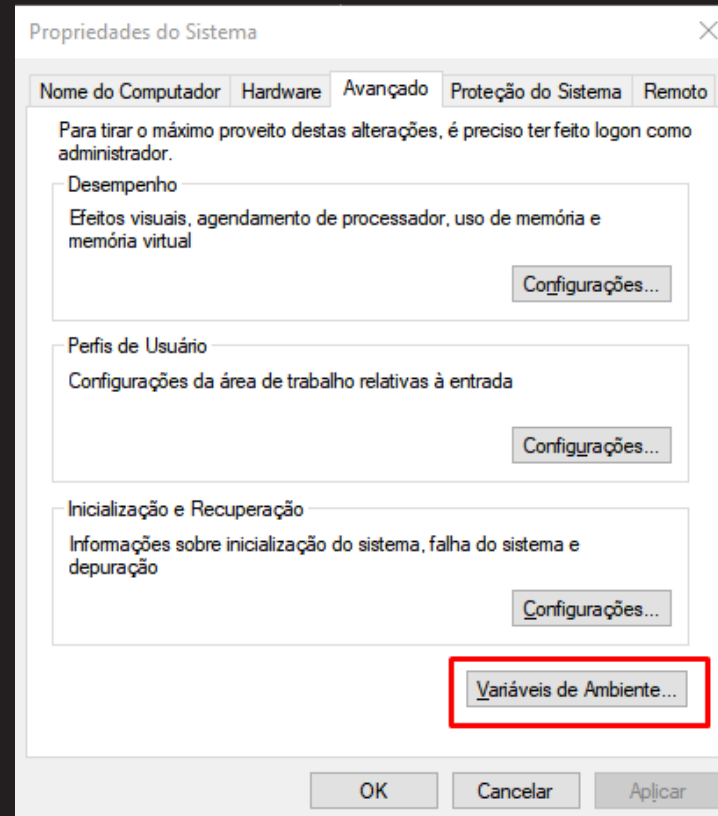 Propriedades do Sistema
Nome do Computador Hardware Avançado Proteção do Sistema Remoto
Para tirar o máximo proveito destas alterações, é preciso ter feito logon como
administrador.
Desempenho
Efeitos visuais, agendamento de processador, uso de memória e
memória virtual
Configurações...
Perfis de Usuário
Configurações da área de trabalho relativas à entrada
Configurações...
Inicialização e Recuperação
Informações sobre inicialização do sistema, falha do sistema e
depuração
Configurações...
Variáveis de Ambiente...
OK Cancelar Aplicar